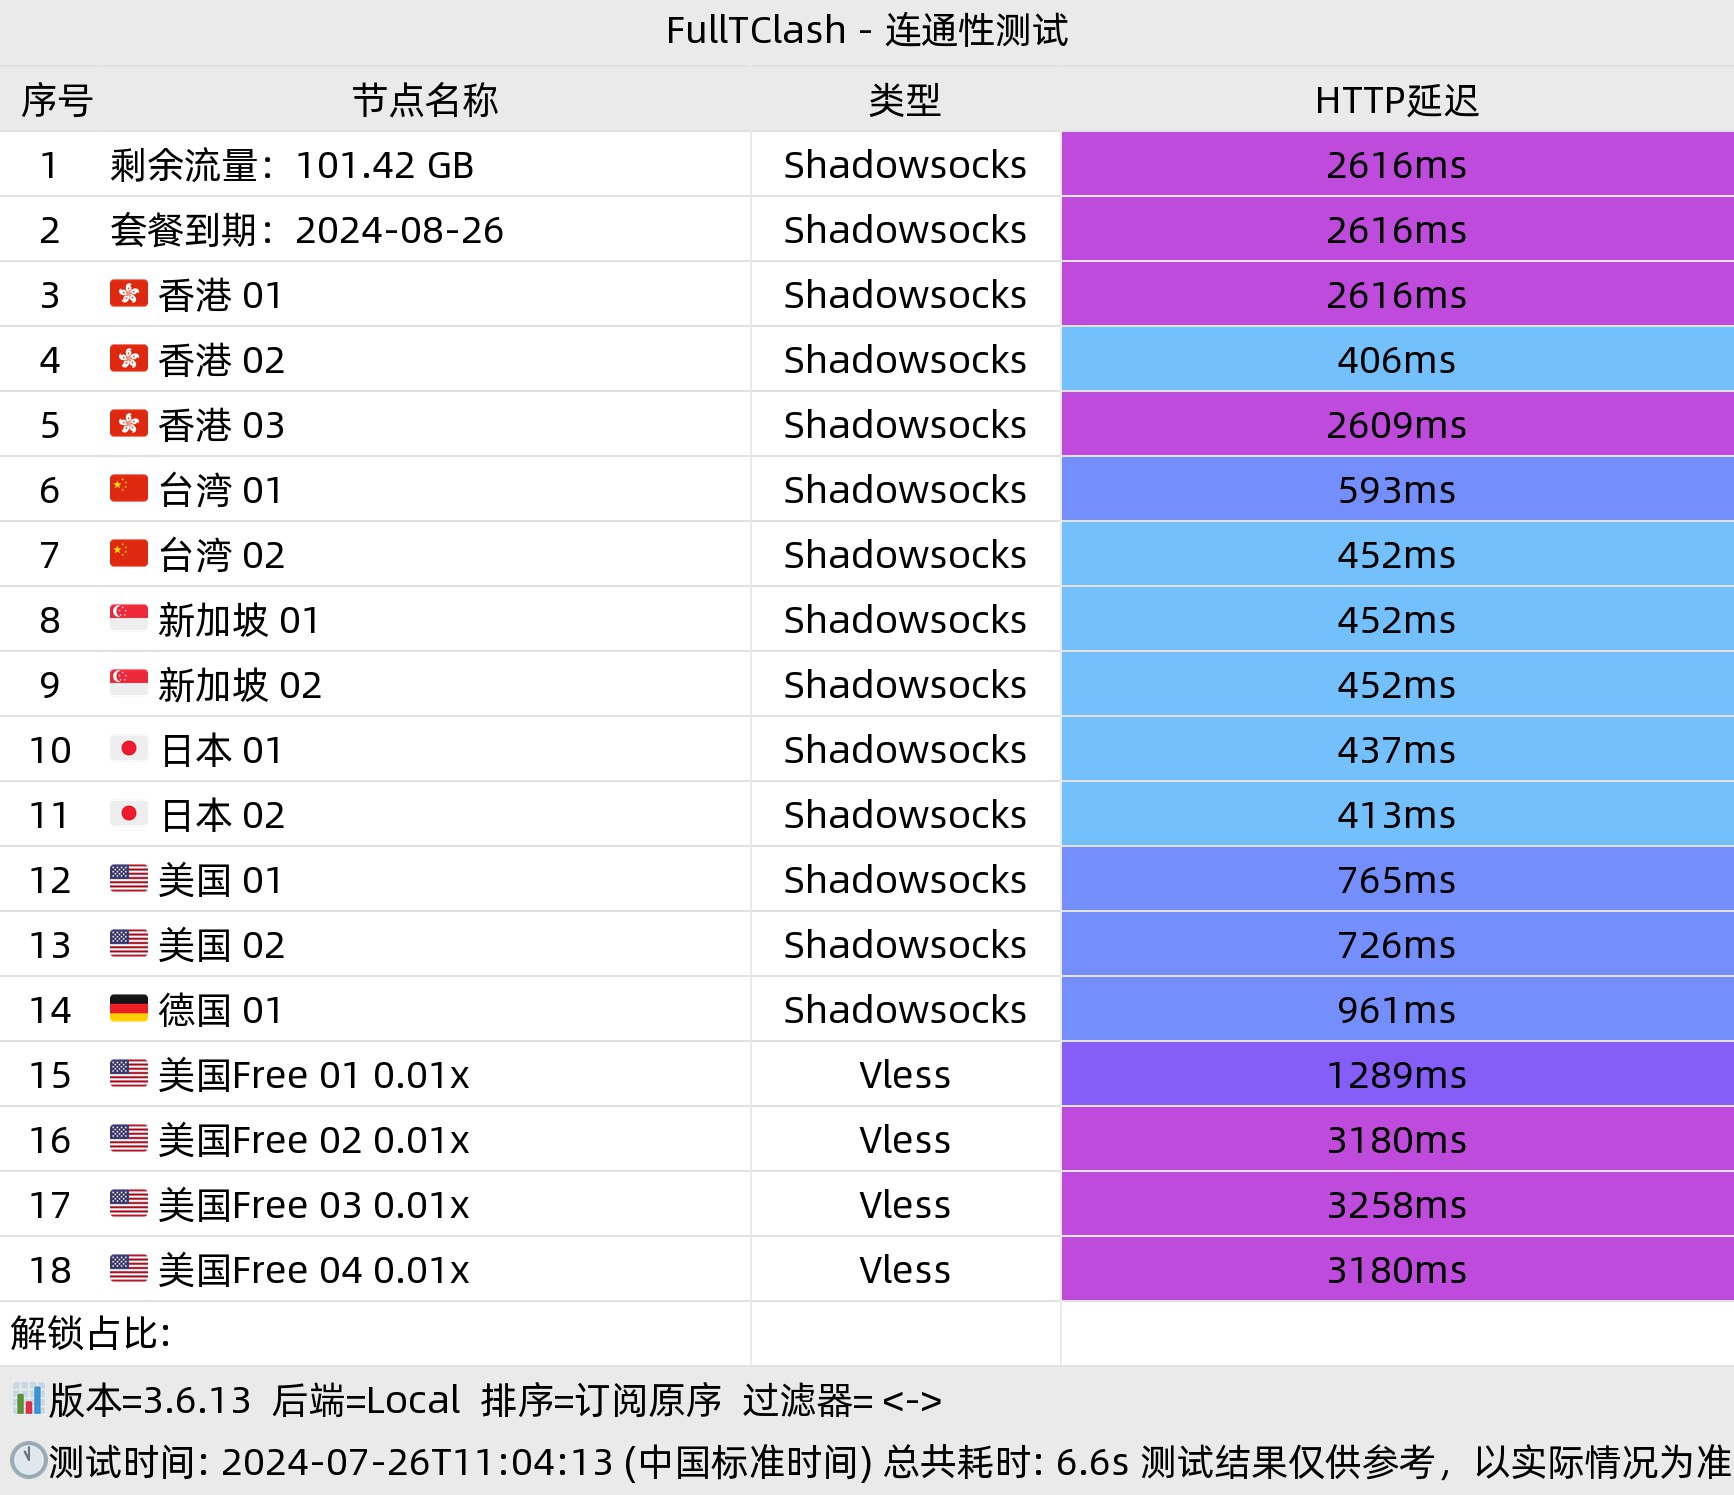 FullTClash - 连通性测试
序号 节点名称 类型 HTTP延迟
1 剩余流量：101.42 GB Shadowsocks 2616ms
2 套餐到期：2024-08-26 Shadowsocks 2616ms
3 香港 01 Shadowsocks 2616ms
4 香港 02 Shadowsocks 406ms
5 香港 03 Shadowsocks 2609ms
6 台湾 01 Shadowsocks 593ms
7 台湾 02 Shadowsocks 452ms
8 新加坡 01 Shadowsocks 452ms
9 新加坡 02 Shadowsocks 452ms
10 日本 01 Shadowsocks 437ms
11 日本 02 Shadowsocks 413ms
12 美国 01 Shadowsocks 765ms
13 美国 02 Shadowsocks 726ms
14 德国 01 Shadowsocks 961ms
15 美国Free 01 0.01x Vless 1289ms
16 美国Free 02 0.01x Vless 3180ms
17 美国Free 03 0.01x Vless 3258ms
18 美国Free 04 0.01x Vless 3180ms
解锁占比:
版本=3.6.13 后端=Local 排序=订阅原序 过滤器= <->
测试时间: 2024-07-26T11:04:13 (中国标准时间) 总共耗时: 6.6s 测试结果仅供参考，以实际情况为准